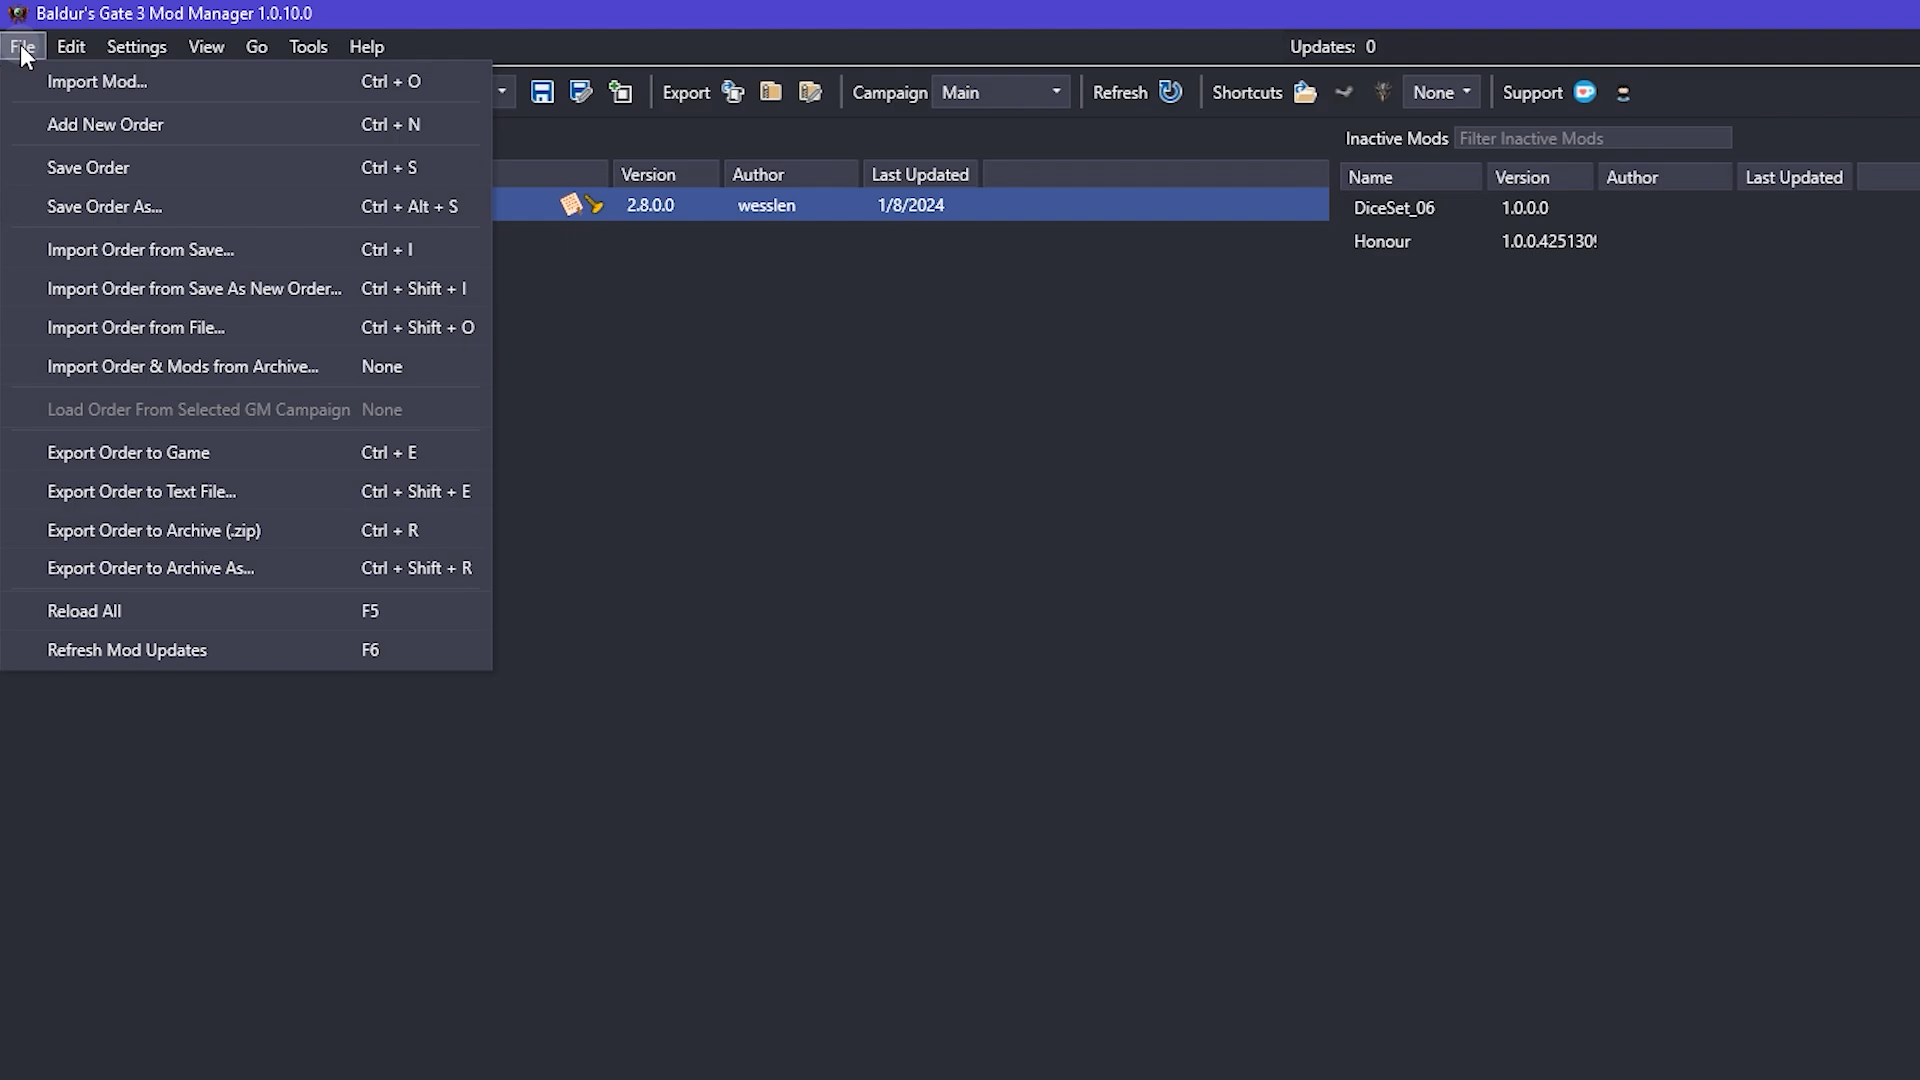 Baldur's Gate 3 Mod Manager 1.0.10.0
File Edit Settings View Go Tools Help Updates: 0
Import Mod... Ctrl + O
Export Campaign Main Refresh Shortcuts None Support
Add New Order Ctrl + N
Inactive Mods Filter Inactive Mods
Save Order Ctrl + S
Version Author Last Updated
Name Version Author Last Updated
Save Order As... Ctrl + Alt + S
2.8.0.0 wesslen 1/8/2024
DiceSet_06 1.0.0.0
Import Order from Save... Ctrl + I
Honour 1.0.0.425130
Import Order from Save As New Order... Ctrl + Shift + I
Import Order from File... Ctrl + Shift + O
Import Order & Mods from Archive... None
Load Order From Selected GM Campaign None
Export Order to Game Ctrl + E
Export Order to Text File... Ctrl + Shift + E
Export Order to Archive (.zip) Ctrl + R
Export Order to Archive As... Ctrl + Shift + R
Reload All F5
Refresh Mod Updates F6